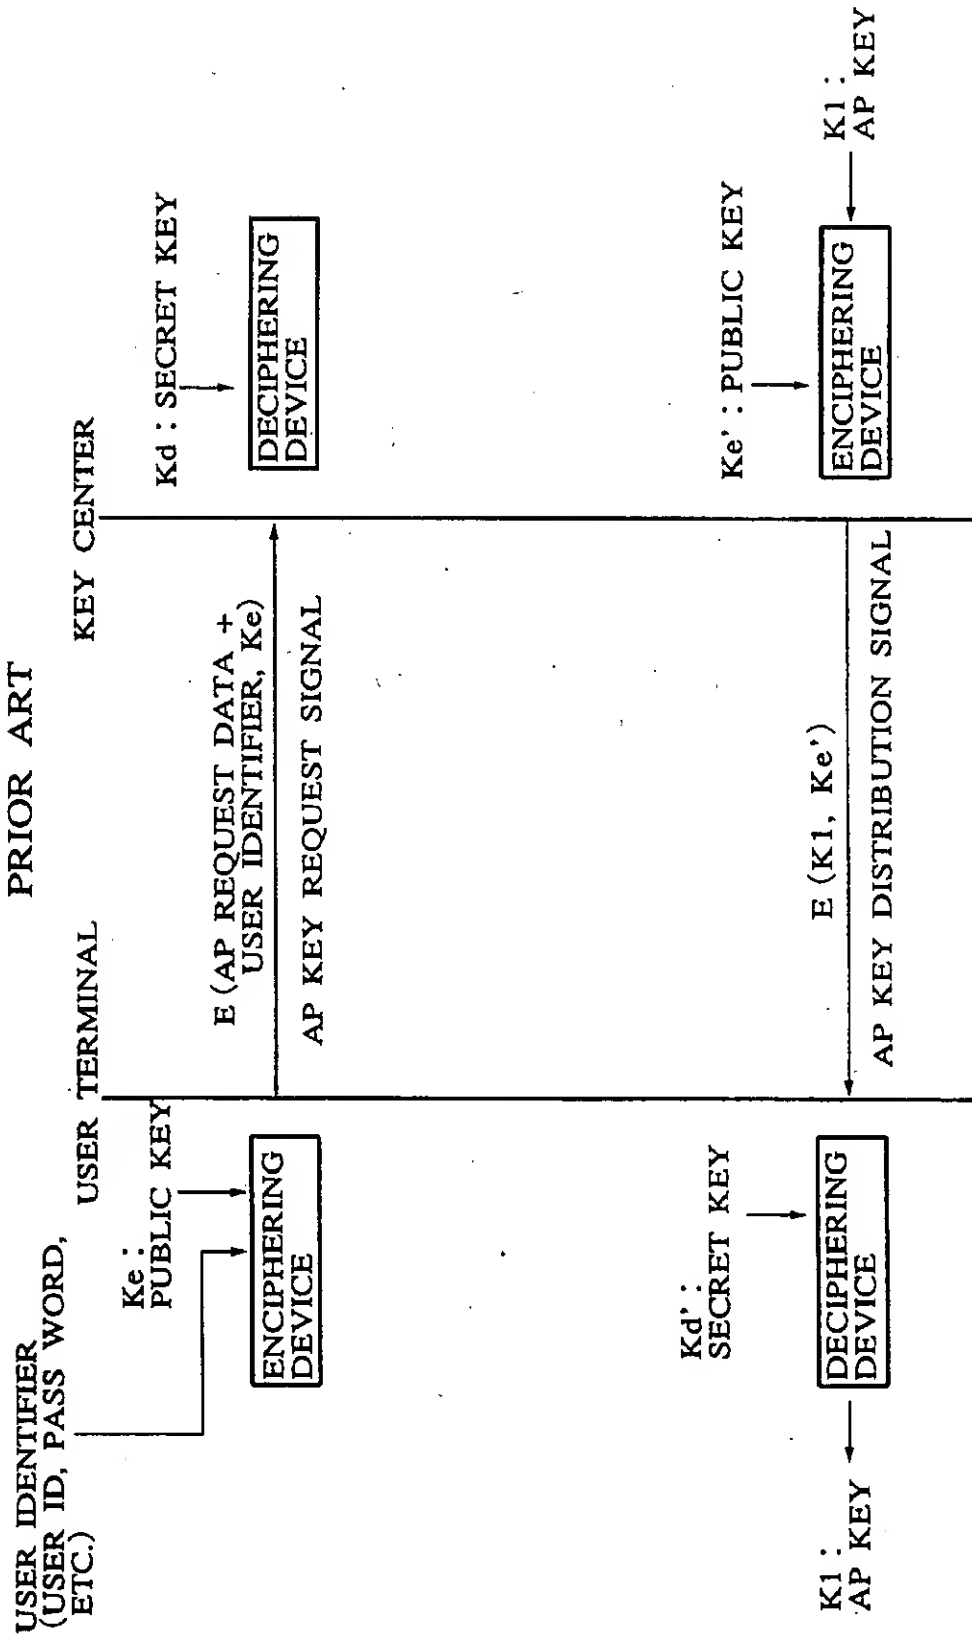 PRIOR ART
USER IDENTIFIER
(USER ID, PASS WORD,
ETC.)
USER TERMINAL
KEY CENTER
Ke :
PUBLIC KEY
ENCIPHERING
DEVICE
E (AP REQUEST DATA +
USER IDENTIFIER, Ke)
AP KEY REQUEST SIGNAL
Kd : SECRET KEY
DECIPHERING
DEVICE
Kd' :
SECRET KEY
DECIPHERING
DEVICE
K1 :
AP KEY
E (K1, Ke')
AP KEY DISTRIBUTION SIGNAL
Ke' : PUBLIC KEY
ENCIPHERING
DEVICE
K1 :
AP KEY